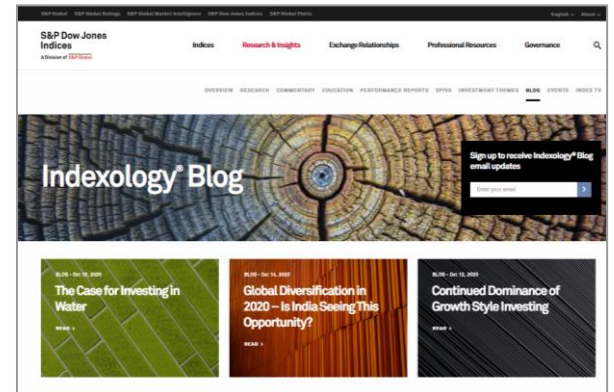 S&P Global S&P Global Ratings S&P Global Market Intelligence S&P Dow Jones Indices S&P Global Platts
English About
S&P Dow Jones
Indices
A Division of S&P Global
Indices Research & Insights Exchange Relationships Professional Resources Governance
OVERVIEW RESEARCH COMMENTARY EDUCATION PERFORMANCE REPORTS SPIVA INVESTMENT THEMES BLOG EVENTS INDEX TV
Indexology® Blog
Sign up to receive Indexology® Blog
email updates
Enter your email
BLOG - Oct 14, 2020
BLOG - Oct 12, 2020
The Case for Investing in
Water
READ >
Global Diversification in
2020 – Is India Seeing This
Opportunity?
READ >
Continued Dominance of
Growth Style Investing
READ >